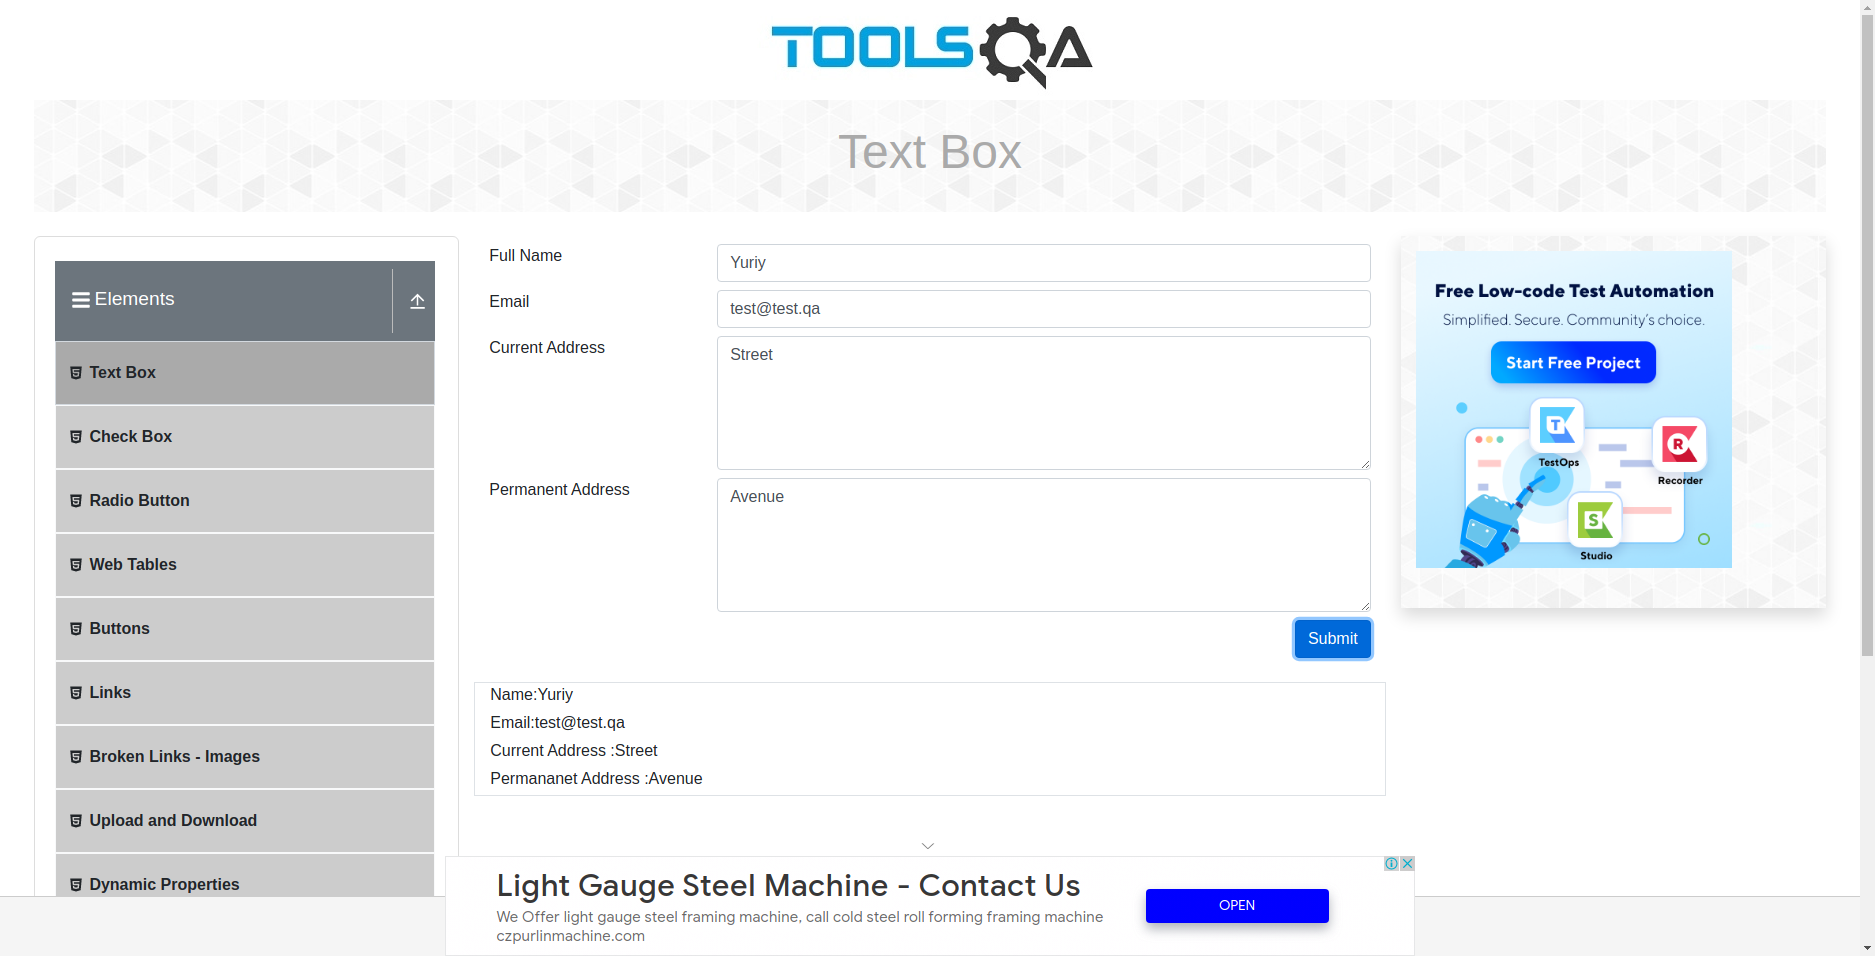 TOOLSQA
Text Box
Elements
Text Box
Check Box
Radio Button
Web Tables
Buttons
Links
Broken Links - Images
Upload and Download
Dynamic Properties
Full Name
Yuriy
Email
test@test.qa
Current Address
Street
Permanent Address
Avenue
Submit
Name:Yuriy
Email:test@test.qa
Current Address :Street
Permananet Address :Avenue
Free Low-code Test Automation
Simplified. Secure. Community's choice.
Start Free Project
T
TestOps
R
Recorder
S
Studio
Light Gauge Steel Machine - Contact Us
We Offer light gauge steel framing machine, call cold steel roll forming framing machine
czpurlinmachine.com
OPEN